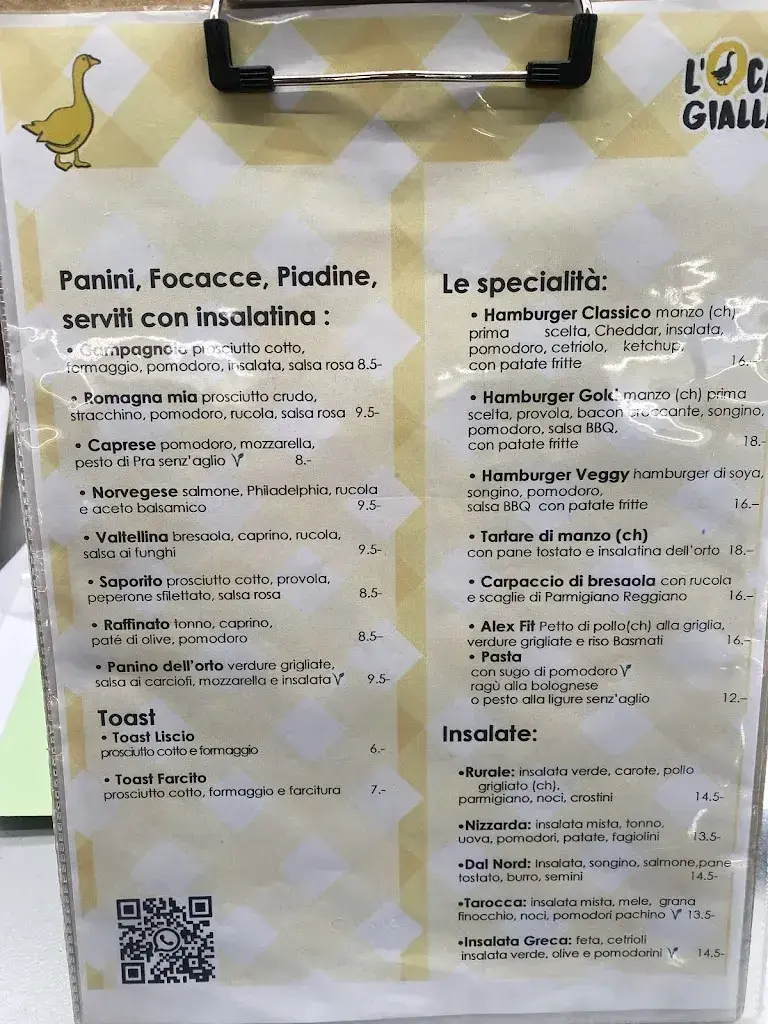 L'OCA
GIALLA
Panini, Focacce, Piadine,
serviti con insalatina :
• Campagnola prosciutto cotto,
formaggio, pomodoro, insalata, salsa rosa 8.5-
• Romagna mia prosciutto crudo,
stracchino, pomodoro, rucola, salsa rosa 9.5-
• Caprese pomodoro, mozzarella,
pesto di Pra senz'aglio 8.-
• Norvegese salmone, Philadelphia, rucola
e aceto balsamico 9.5-
• Valtellina bresaola, caprino, rucola,
salsa ai funghi 9.5-
• Saporito prosciutto cotto, provola,
peperone sfilettato, salsa rosa 8.5-
• Raffinato tonno, caprino,
paté di olive, pomodoro 8.5-
• Panino dell'orto verdure grigliate,
salsa ai carciofi, mozzarella e insalata 9.5-
Toast
• Toast Liscio
prosciutto cotto e formaggio 6.-
• Toast Farcito
prosciutto cotto, formaggio e farcitura 7.-
Le specialità:
• Hamburger Classico manzo (ch)
prima scelta, Cheddar, insalata,
pomodoro, cetriolo, ketchup,
con patate fritte 16.-
• Hamburger Gold manzo (ch) prima
scelta, provola, bacon croccante, songino,
pomodoro, salsa BBQ,
con patate fritte 18.-
• Hamburger Veggy hamburger di soya,
songino, pomodoro,
salsa BBQ con patate fritte 16.-
• Tartare di manzo (ch)
con pane tostato e insalatina dell'orto 18.-
• Carpaccio di bresaola con rucola
e scaglie di Parmigiano Reggiano 16.-
• Alex Fit Petto di pollo(ch) alla griglia,
verdure grigliate e riso Basmati 16.-
• Pasta
con sugo di pomodoro
ragù alla bolognese
o pesto alla ligure senz'aglio 12.-
Insalate:
•Rurale: insalata verde, carote, pollo
grigliato (ch),
parmigiano, noci, crostini 14.5-
•Nizzarda: insalata mista, tonno,
uova, pomodori, patate, fagiolini 13.5-
•Dal Nord: Insalata, songino, salmone,pane
tostato, burro, semini 14.5-
•Tarocca: insalata mista, mele, grana
finocchio, noci, pomodori pachino 13.5-
•Insalata Greca: feta, cetrioli
insalata verde, olive e pomodorini 14.5-